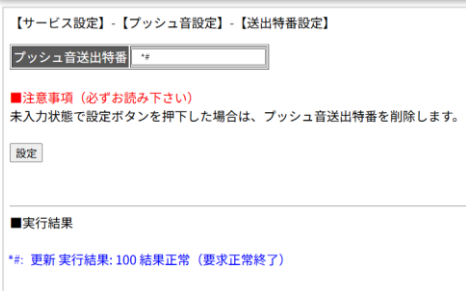 【サービス設定】-【プッシュ音設定】-【送出特番設定】
プッシュ音送出特番 *#
■注意事項（必ずお読み下さい）
未入力状態で設定ボタンを押下した場合は、プッシュ音送出特番を削除します。
設定
■実行結果
*#: 更新 実行結果: 100 結果正常（要求正常終了）